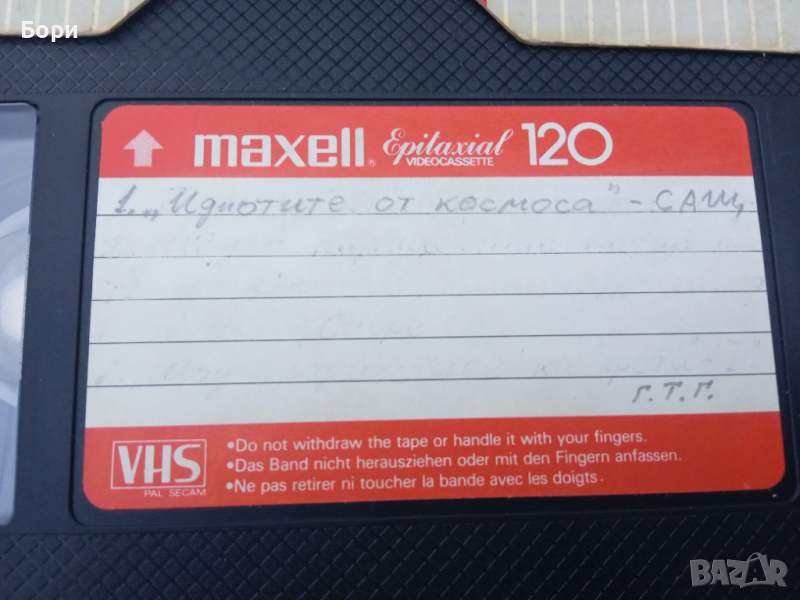 Бори
maxell® Epitaxial VIDEOCASSETTE 120
1. „Идиотите от космоса" - САЩ
г. т. г.
VHS
PAL SECAM
•Do not withdraw the tape or handle it with your fingers.
•Das Band nicht herausziehen oder mit den Fingern anfassen.
•Ne pas retirer ni toucher la bande avec les doigts.
BAZAR